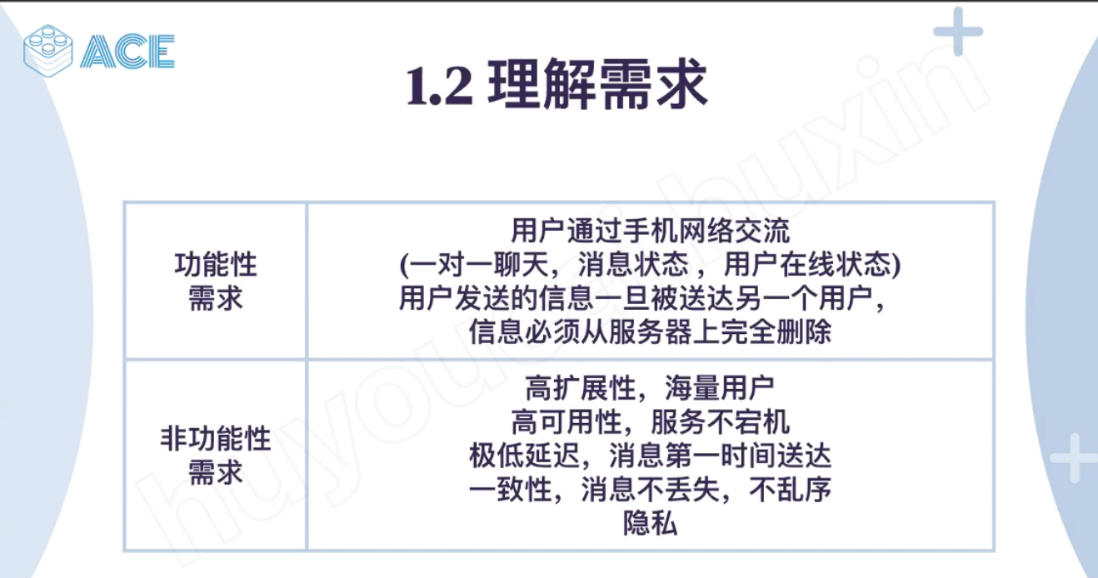 ACE
1.2 理解需求
功能性
需求
用户通过手机网络交流
(一对一聊天，消息状态 ，用户在线状态)
用户发送的信息一旦被送达另一个用户，
信息必须从服务器上完全删除
非功能性
需求
高扩展性，海量用户
高可用性，服务不宕机
极低延迟，消息第一时间送达
一致性，消息不丢失，不乱序
隐私